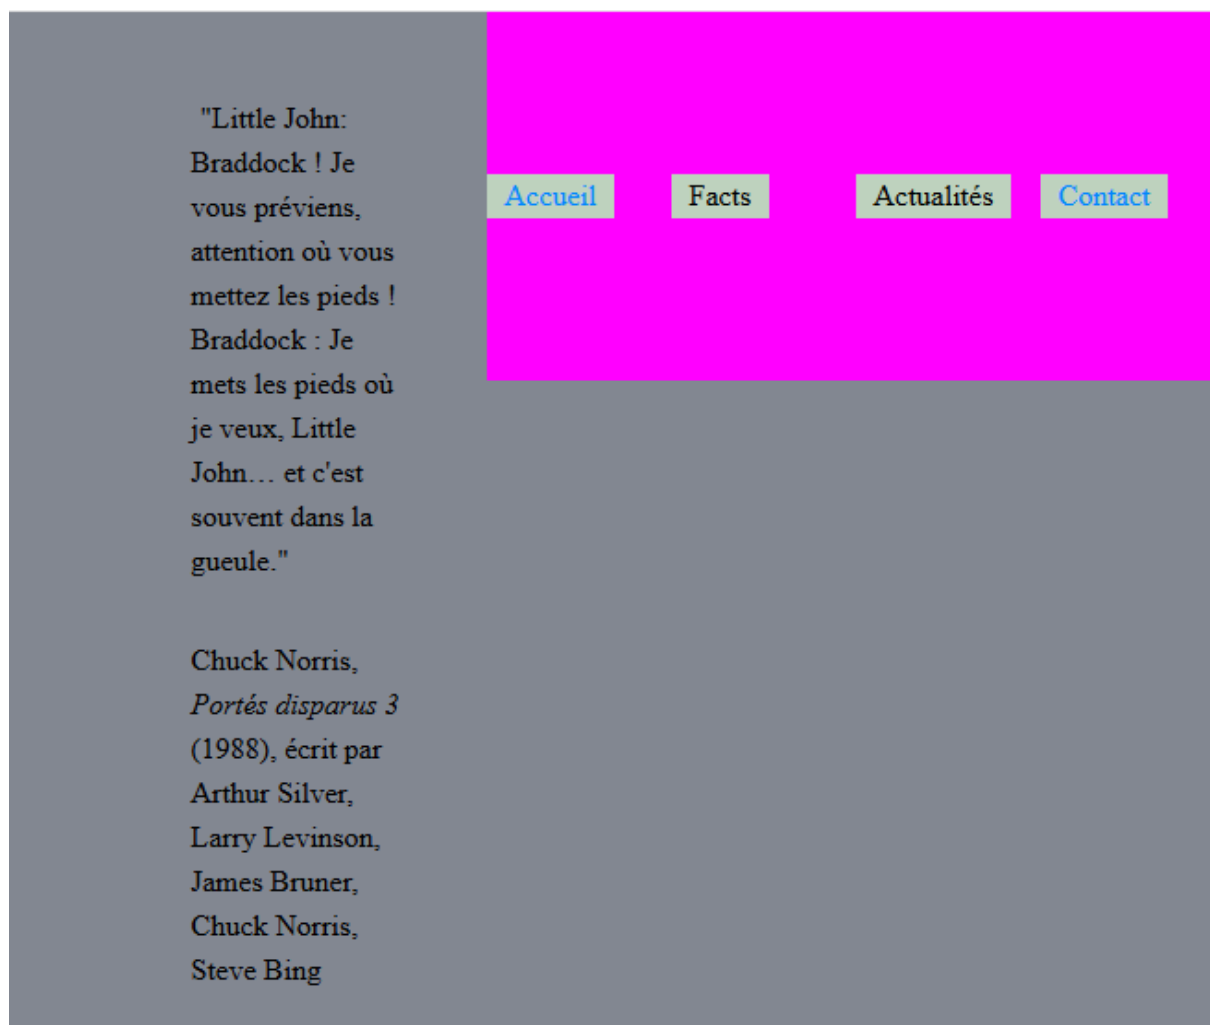 "Little John:
Braddock ! Je
vous préviens,
attention où vous
mettez les pieds !
Braddock : Je
mets les pieds où
je veux, Little
John… et c'est
souvent dans la
gueule."
Chuck Norris,
Portés disparus 3
(1988), écrit par
Arthur Silver,
Larry Levinson,
James Bruner,
Chuck Norris,
Steve Bing
Accueil Facts Actualités Contact